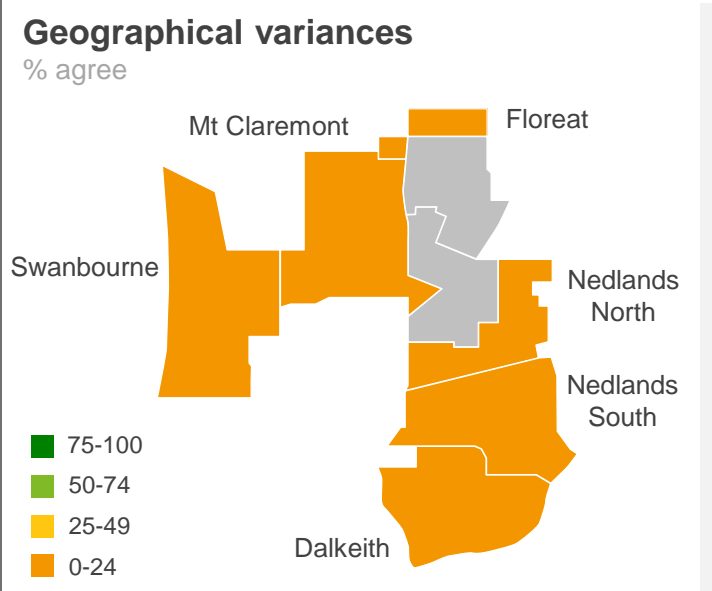 Geographical variances
% agree
Mt Claremont
Floreat
Swanbourne
Nedlands
North
Nedlands
South
75-100
50-74
25-49
0-24
Dalkeith